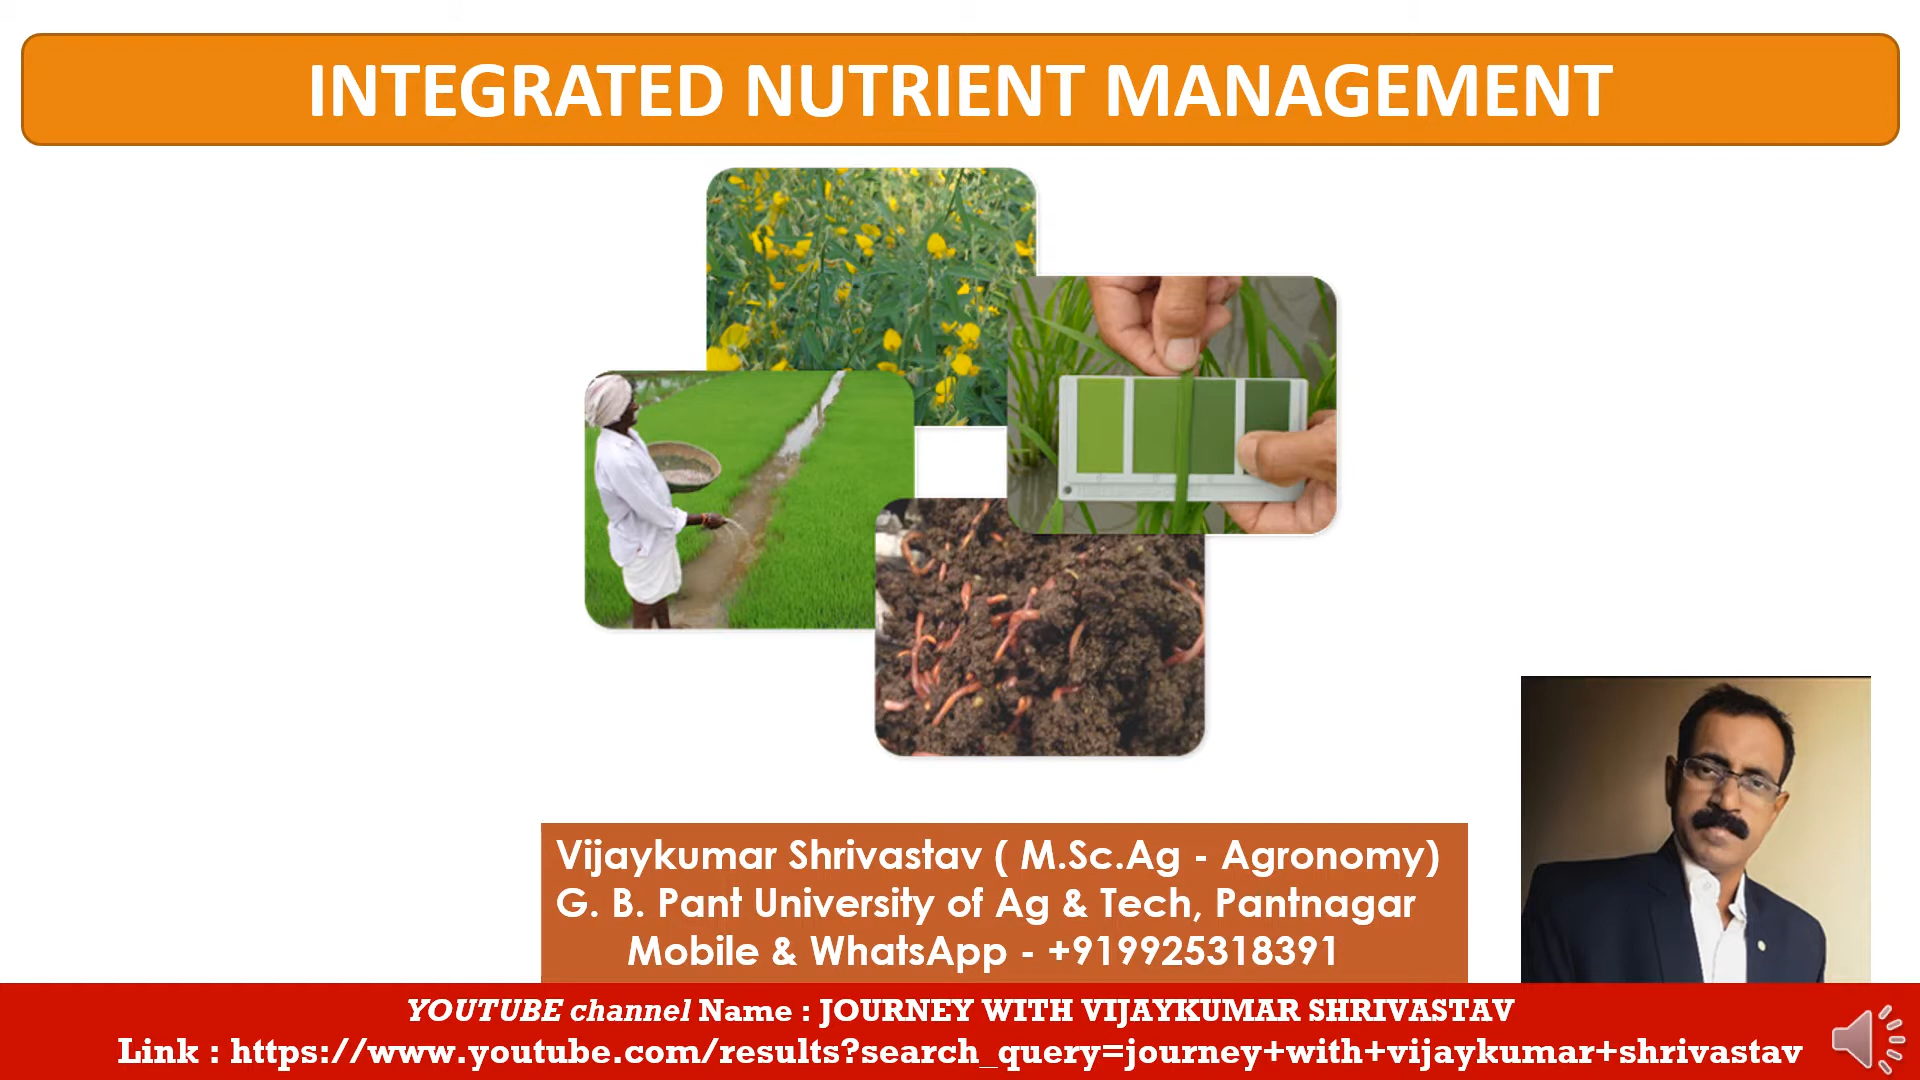 INTEGRATED NUTRIENT MANAGEMENT
Vijaykumar Shrivastav ( M.Sc.Ag - Agronomy)
G. B. Pant University of Ag & Tech, Pantnagar
Mobile & WhatsApp - +919925318391
YOUTUBE channel Name : JOURNEY WITH VIJAYKUMAR SHRIVASTAV
Link : https://www.youtube.com/results?search_query=journey+with+vijaykumar+shrivastav